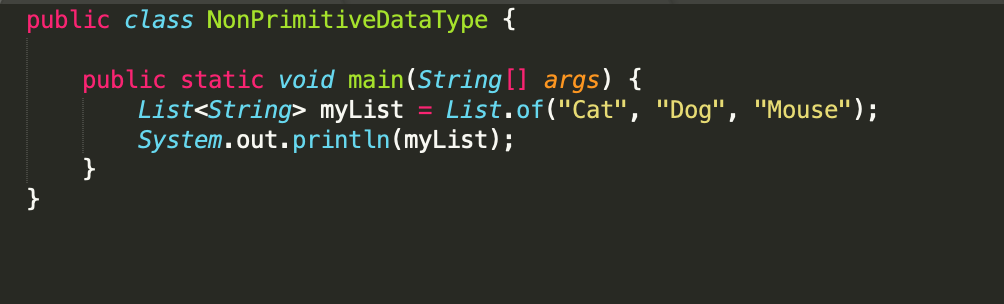 public class NonPrimitiveDataType {
public static void main(String[] args) {
List<String> myList = List.of("Cat", "Dog", "Mouse");
System.out.println(myList);
}
}